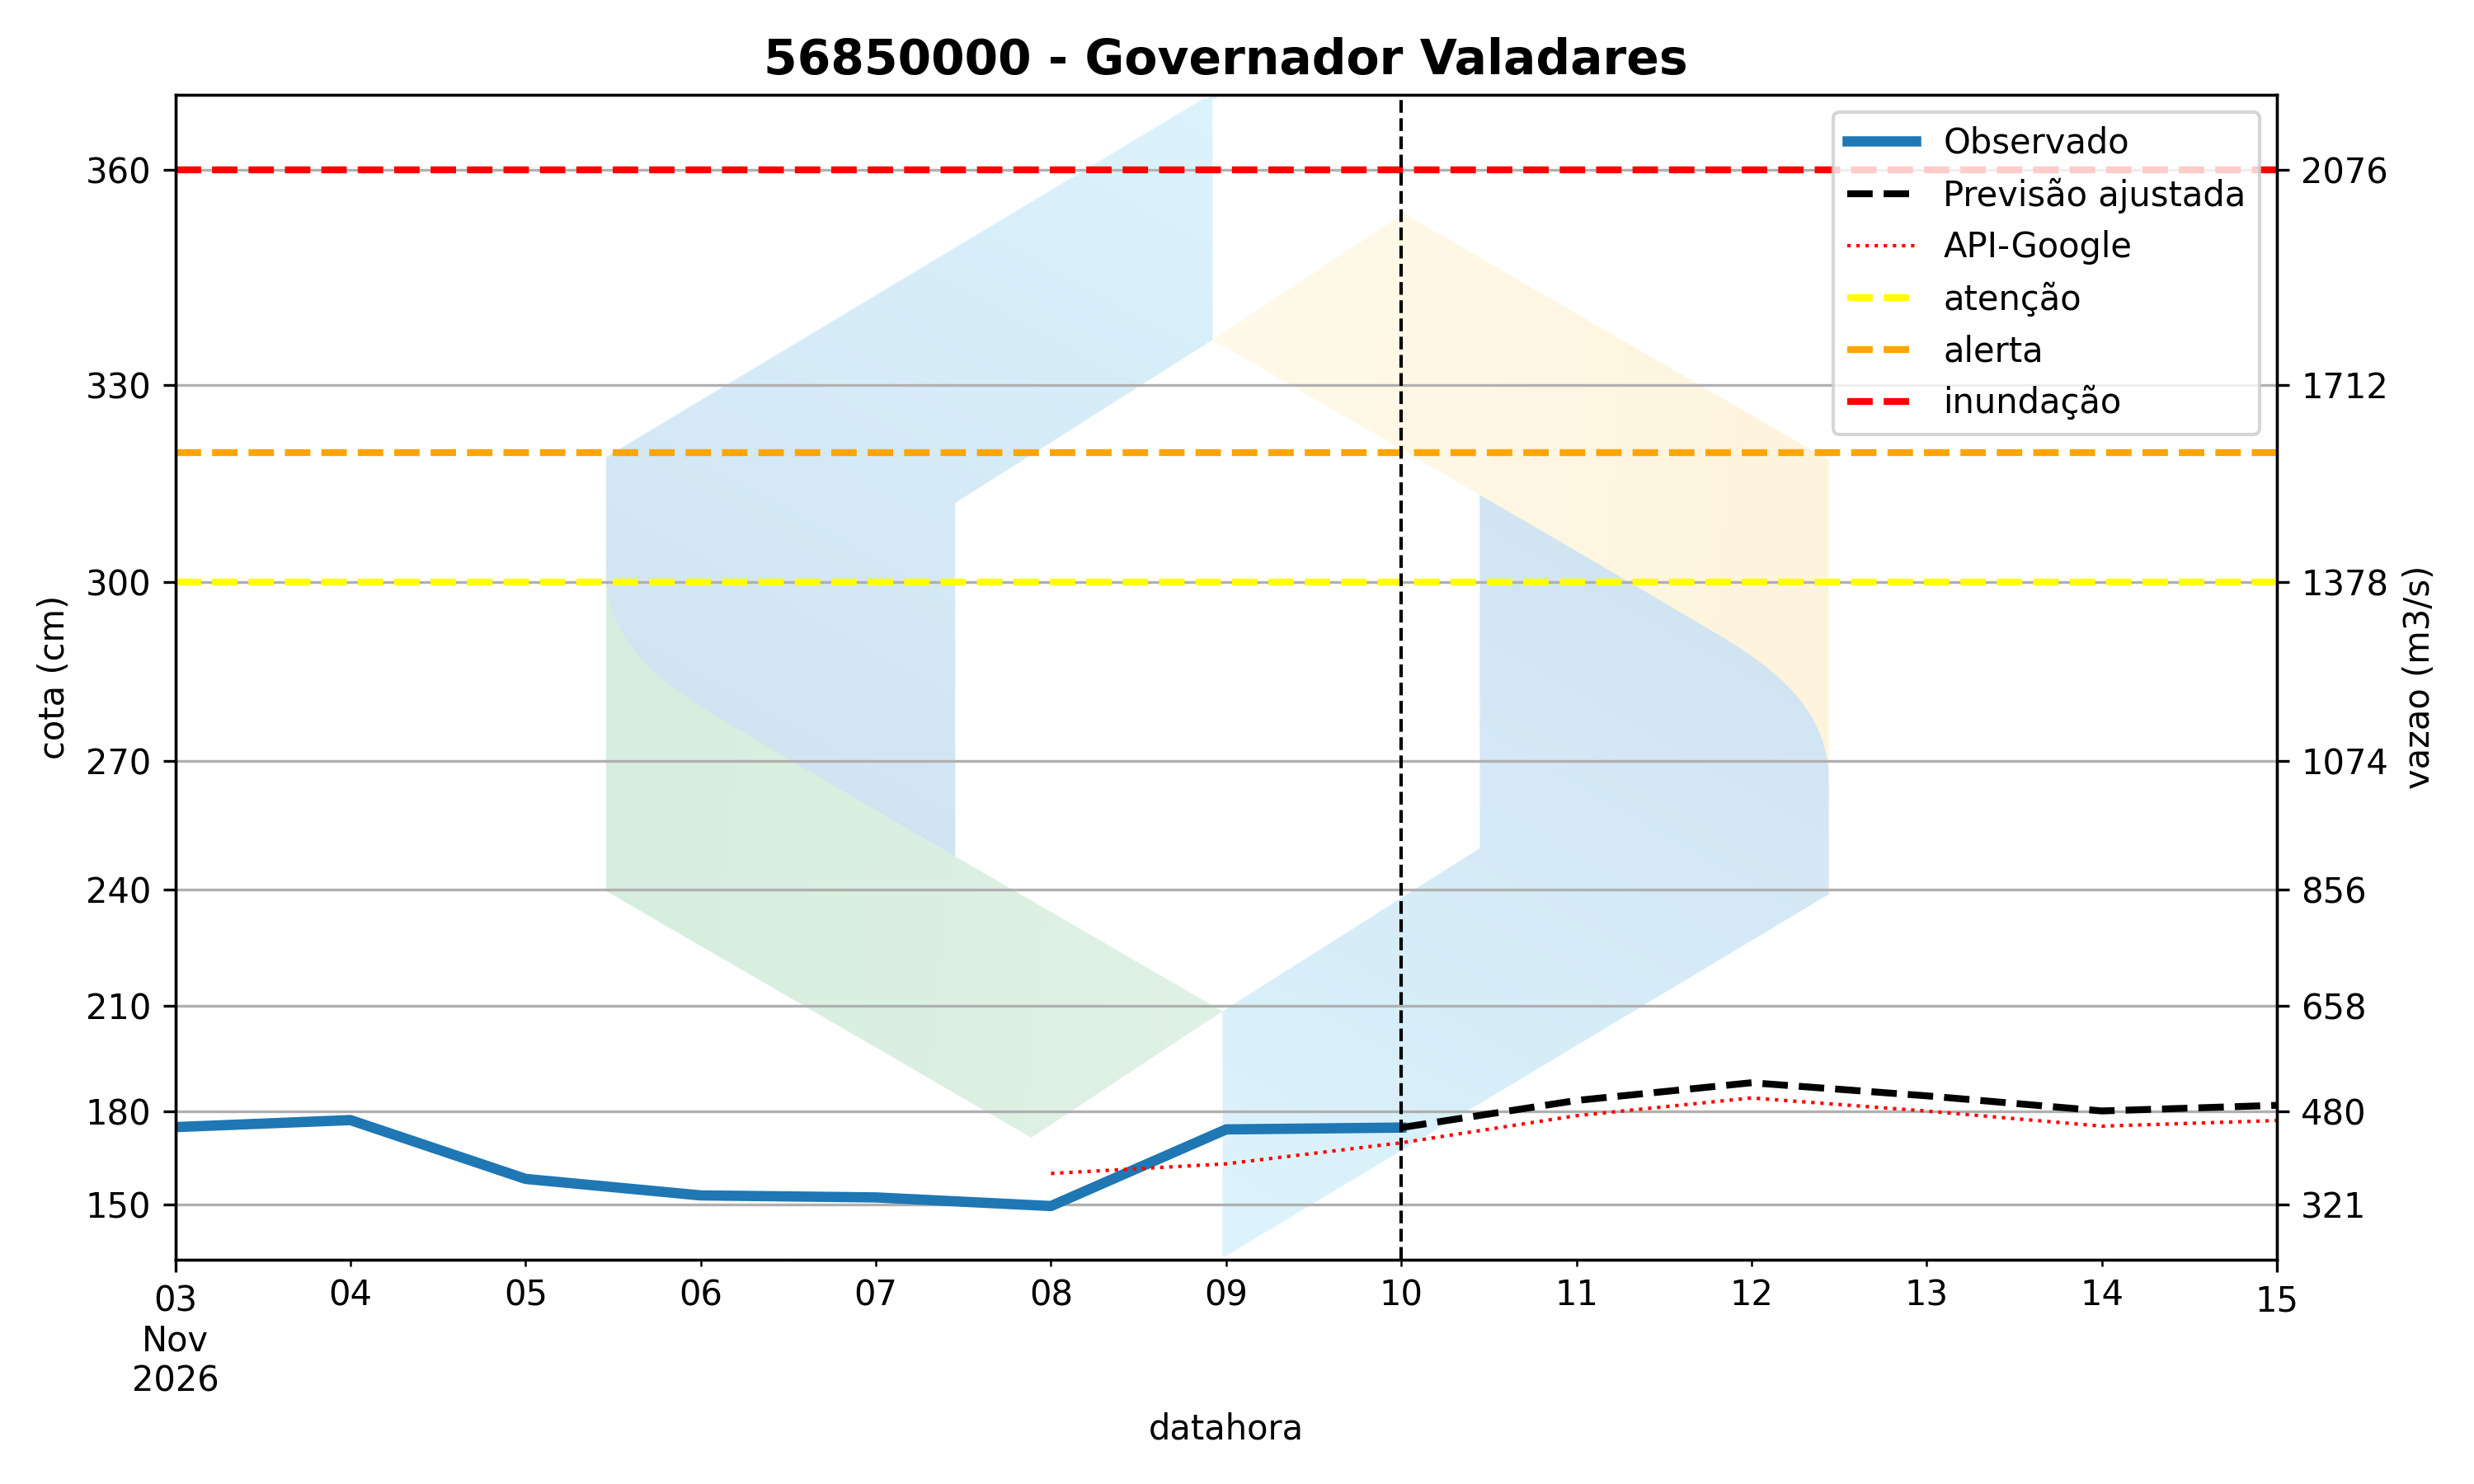 56850000 - Governador Valadares
Observado
Previsão ajustada
API-Google
atenção
alerta
inundação
cota (cm)
360
330
300
270
240
210
180
150
2076
1712
1378
1074
856
658
480
321
vazao (m3/s)
03
Nov
2026
04
05
06
07
08
09
10
11
12
13
14
15
datahora